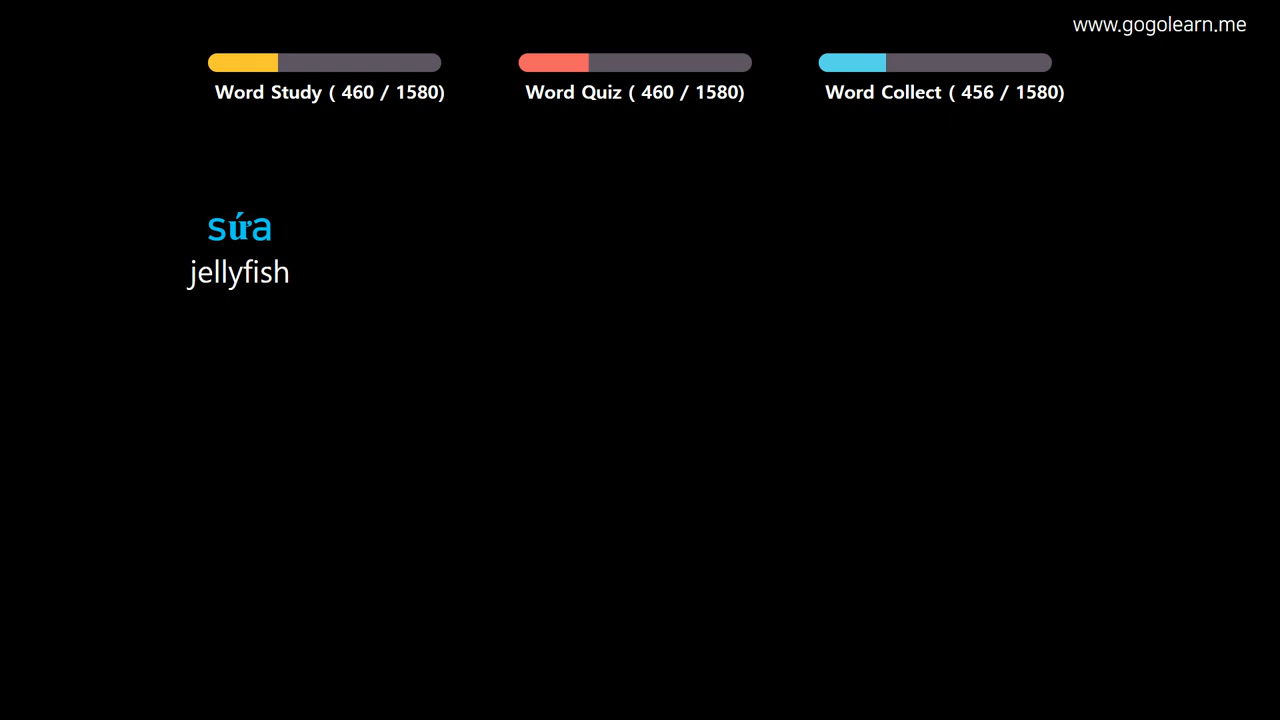 www.gogolearn.me
Word Study ( 460 / 1580)
Word Quiz ( 460 / 1580)
Word Collect ( 456 / 1580)
sứa
jellyfish